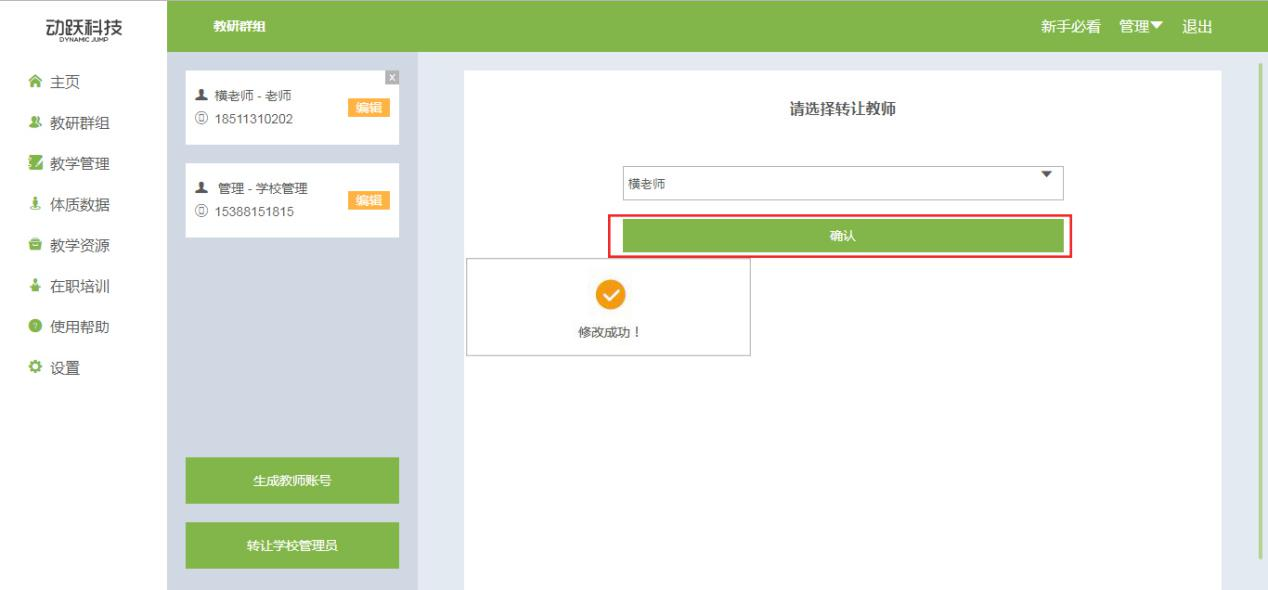 动跃科技
DYNAMIC JUMP
教研群组
新手必看 管理 退出
主页
教研群组
教学管理
体质数据
教学资源
在职培训
使用帮助
设置
x
横老师 - 老师
18511310202
编辑
管理 - 学校管理
15388151815
编辑
生成教师账号
转让学校管理员
请选择转让教师
横老师
确认
修改成功！